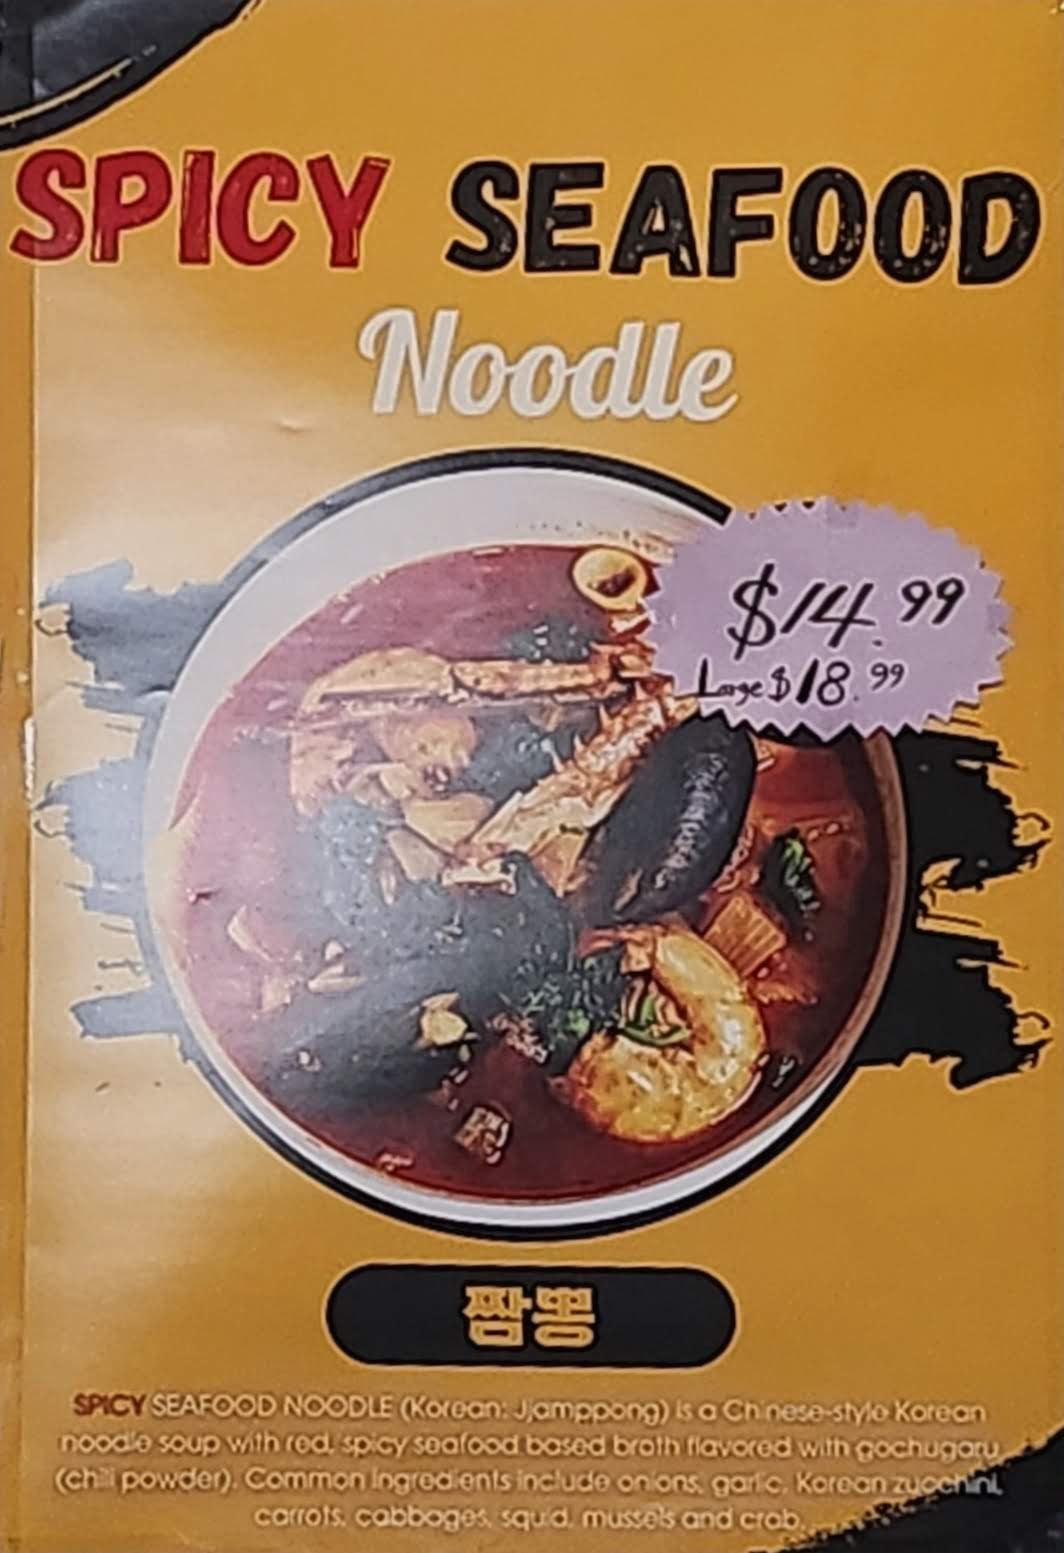 SPICY SEAFOOD
Noodle
$14.99
Large $18.99
짬뽕
SPICY SEAFOOD NOODLE (Korean: Jjamppong) is a Chinese-style Korean
noodle soup with red, spicy seafood based broth flavored with gochugaru
(chili powder). Common ingredients include onions, garlic, Korean zucchini,
carrots, cabbages, squid, mussels and crab.